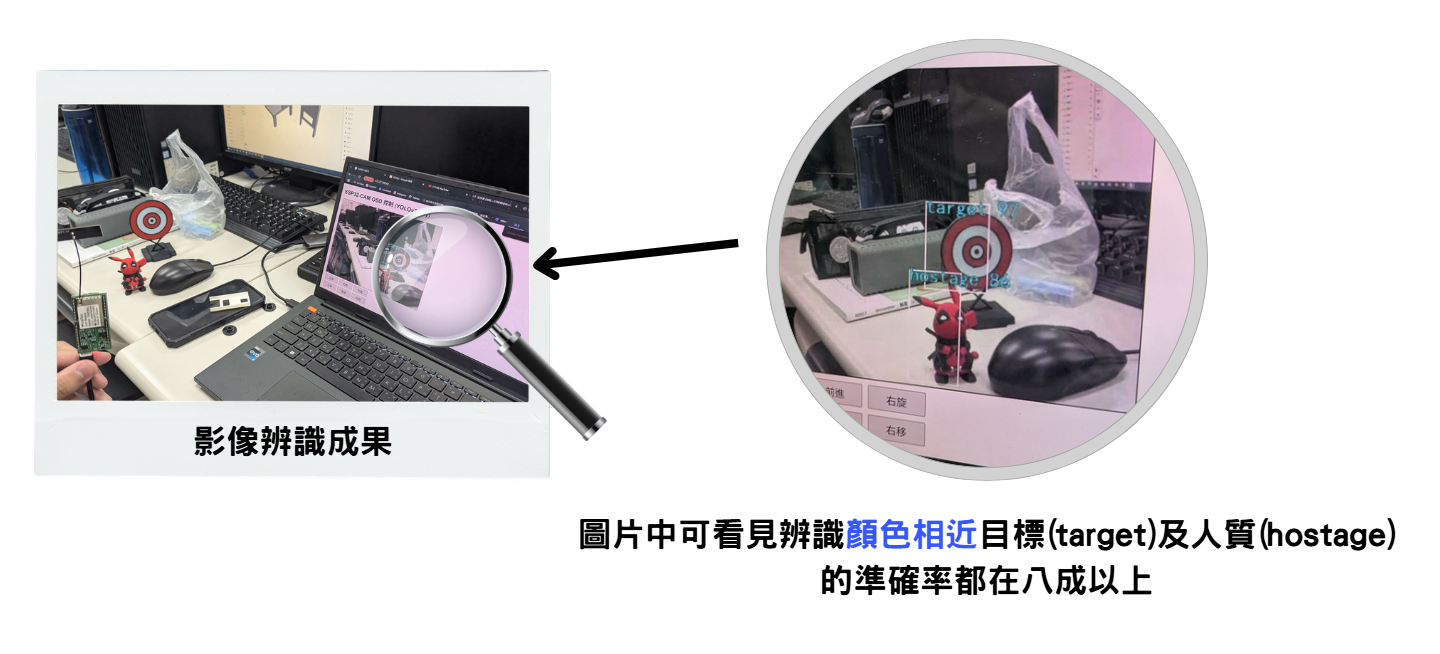 ESP32-CAM OSD 控制 (YOLOv
影像辨識成果
target 97
hostage 86
前進
右旋
右移
圖片中可看見辨識顏色相近目標(target)及人質(hostage)
的準確率都在八成以上